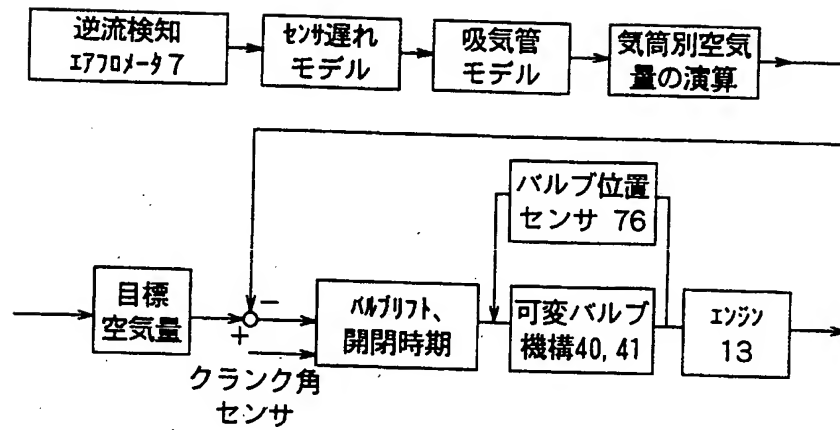 逆流検知
エアフロメータ7
センサ遅れ
モデル
吸気管
モデル
気筒別空気
量の演算
バルブ位置
センサ 76
目標
空気量
−
+
バルブリフト、
開閉時期
可変バルブ
機構40, 41
エンジン
13
クランク角
センサ